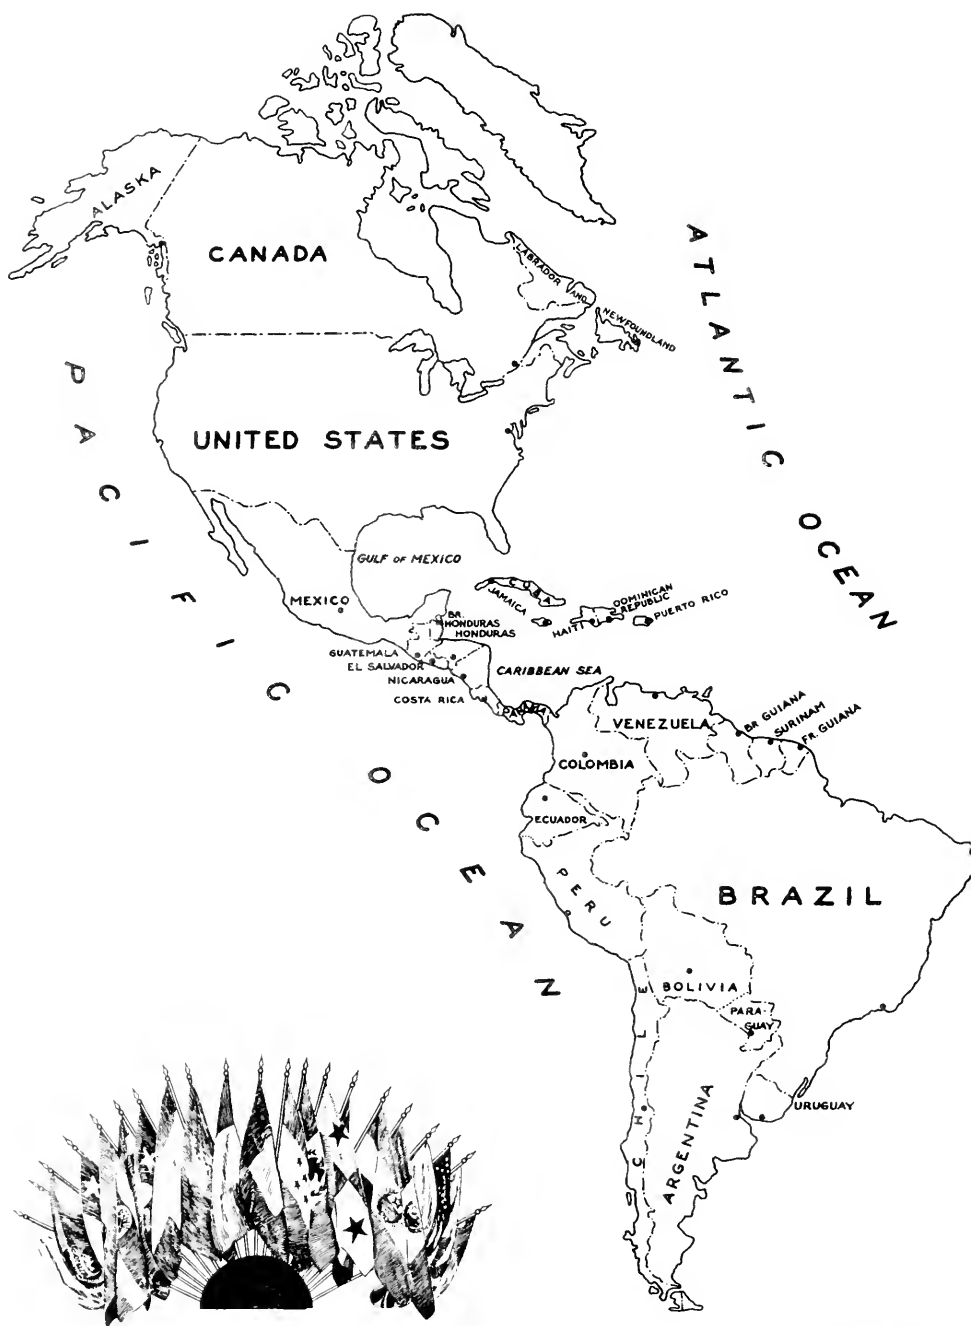 ALASKA
CANADA
LABRADOR AND
NEWFOUNDLAND
ATLANTIC OCEAN
PACIFIC OCEAN
UNITED STATES
GULF OF MEXICO
MEXICO
CUBA
JAMAICA
HAITI
DOMINICAN
REPUBLIC
PUERTO RICO
BR.
HONDURAS
HONDURAS
GUATEMALA
EL SALVADOR
NICARAGUA
COSTA RICA
PANAMA
CARIBBEAN SEA
VENEZUELA
BR GUIANA
SURINAM
FR. GUIANA
COLOMBIA
ECUADOR
PERU
BRAZIL
BOLIVIA
PARA-
GUAY
CHILE
ARGENTINA
URUGUAY